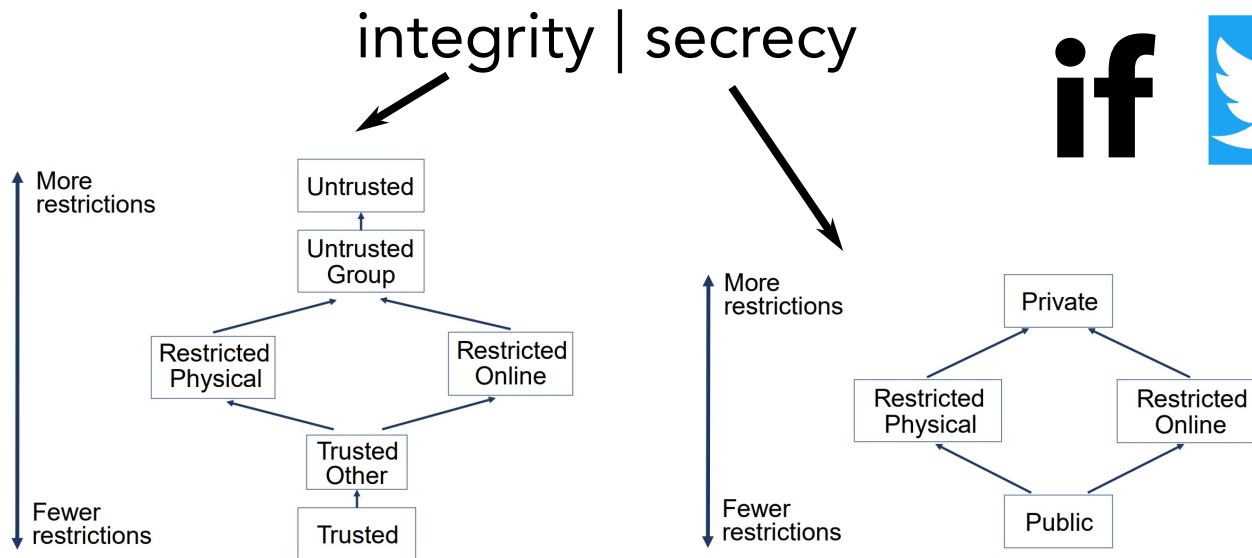 integrity | secrecy
if
More
restrictions
Untrusted
Untrusted
Group
Restricted
Physical
Restricted
Online
Trusted
Other
Trusted
Fewer
restrictions
More
restrictions
Private
Restricted
Physical
Restricted
Online
Public
Fewer
restrictions